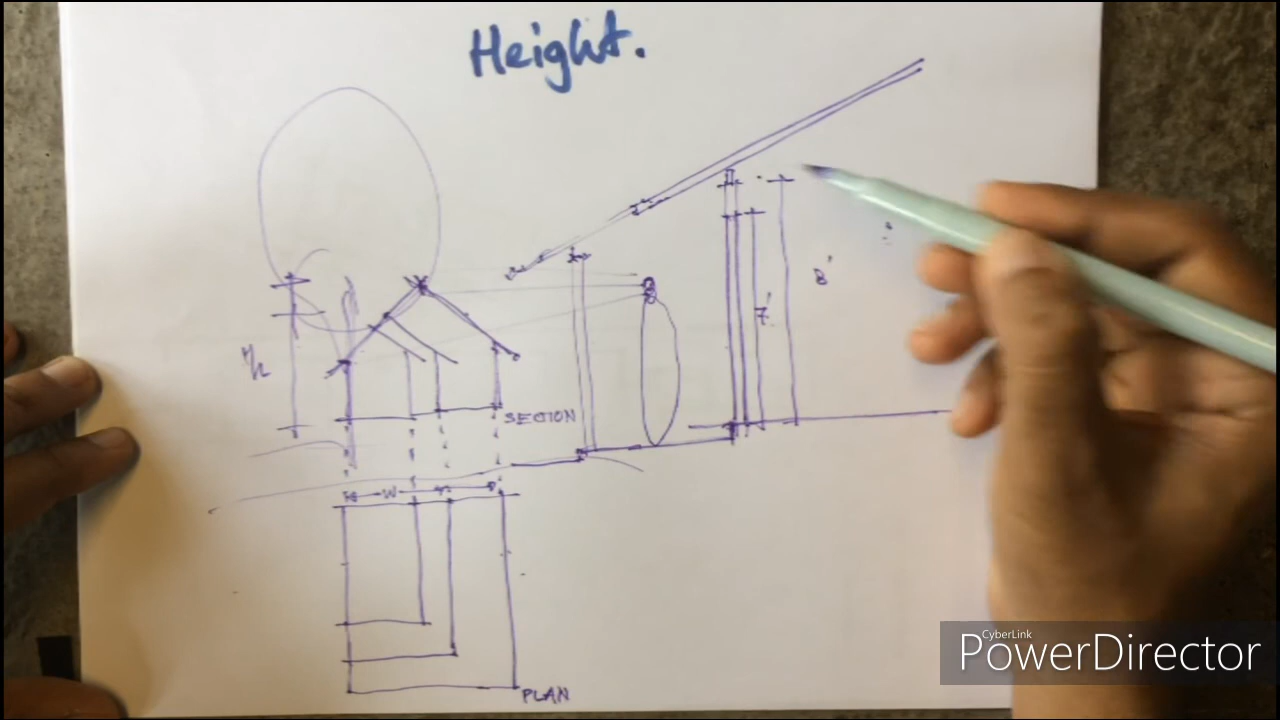 Height.
8'
7'
h
SECTION
W
PLAN
CyberLink
PowerDirector